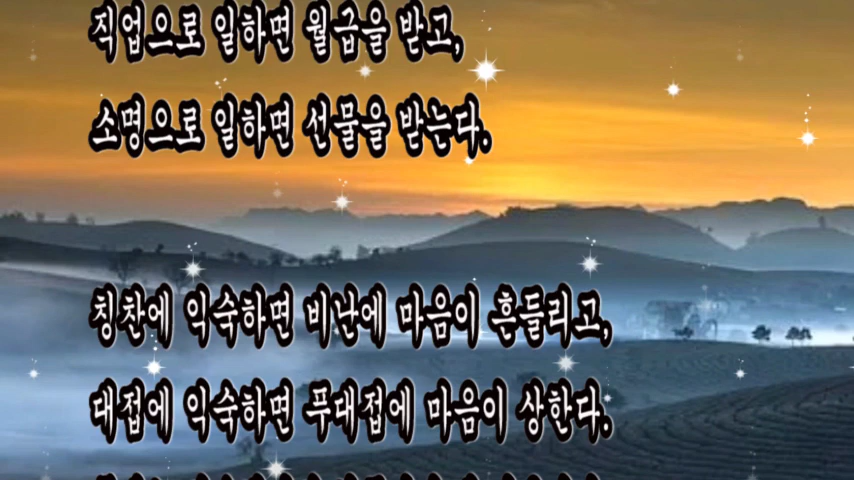 직업으로 일하면 월급을 받고,
소명으로 일하면 선물을 받는다.
칭찬에 익숙하면 비난에 마음이 흔들리고,
대접에 익숙하면 푸대접에 마음이 상한다.